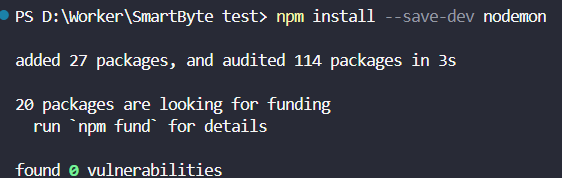 PS D:\Worker\SmartByte test> npm install --save-dev nodemon
added 27 packages, and audited 114 packages in 3s
20 packages are looking for funding
  run `npm fund` for details
found 0 vulnerabilities